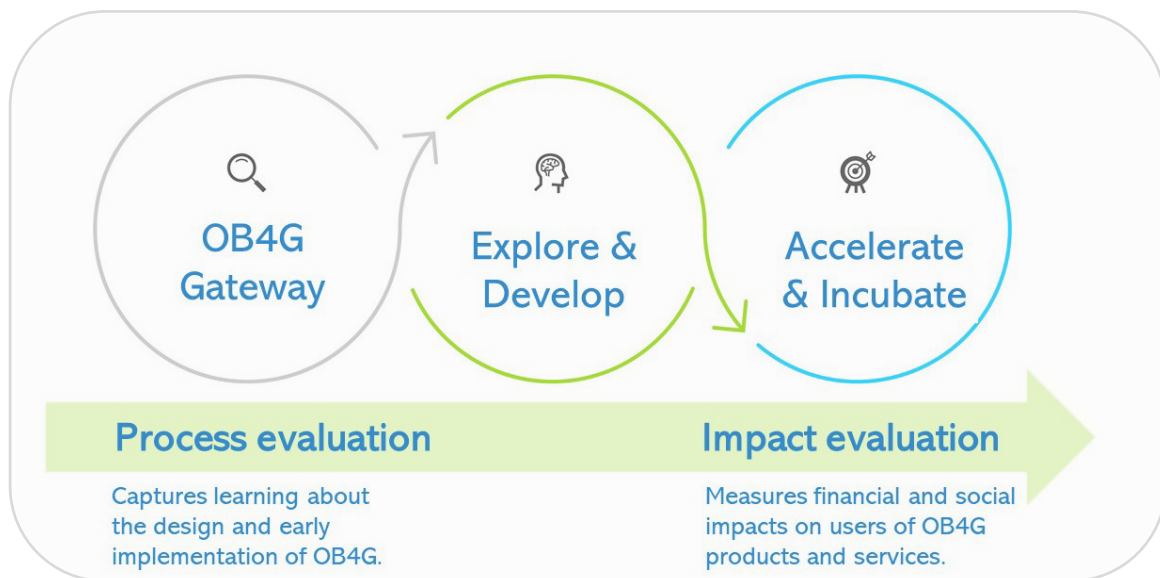 OB4G
Gateway
Explore &
Develop
Accelerate
& Incubate
Process evaluation
Captures learning about
the design and early
implementation of OB4G.
Impact evaluation
Measures financial and social
impacts on users of OB4G
products and services.